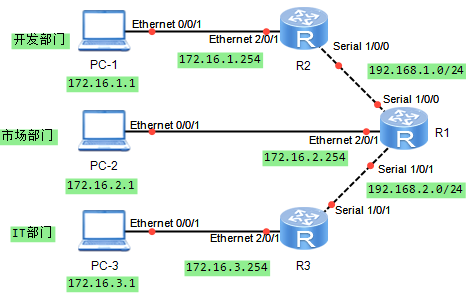 开发部门
Ethernet 0/0/1
Ethernet 2/0/1
R
Serial 1/0/0
PC-1
172.16.1.254
R2
172.16.1.1
192.168.1.0/24
Serial 1/0/0
市场部门
Ethernet 0/0/1
Ethernet 2/0/1
R
R1
PC-2
172.16.2.254
172.16.2.1
Serial 1/0/1
192.168.2.0/24
IT部门
Ethernet 0/0/1
Ethernet 2/0/1
R
Serial 1/0/1
PC-3
172.16.3.254
R3
172.16.3.1